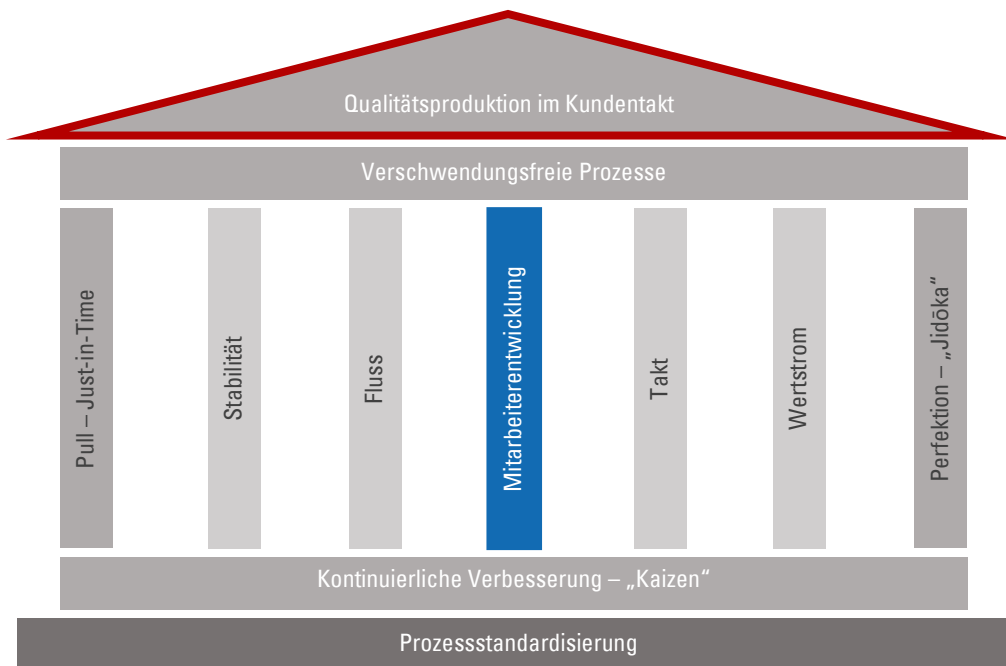 Qualitätsproduktion im Kundentakt
Verschwendungsfreie Prozesse
Pull – Just-in-Time
Stabilität
Fluss
Mitarbeiterentwicklung
Takt
Wertstrom
Perfektion – „Jidōka“
Kontinuierliche Verbesserung – „Kaizen“
Prozessstandardisierung